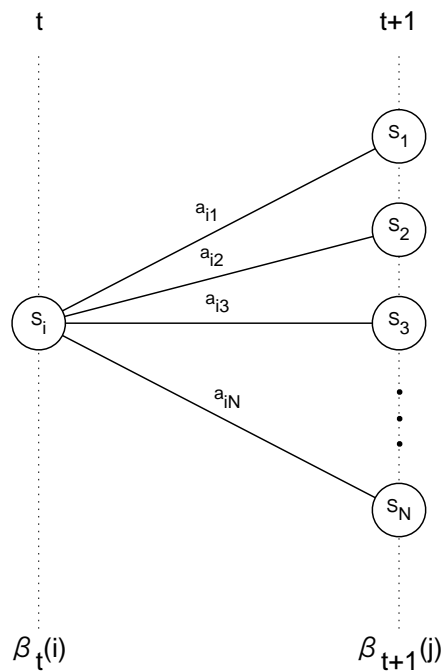 t t+1
S1
ai1
S2
ai2
ai3
Si S3
aiN
SN
βt(i) βt+1(j)